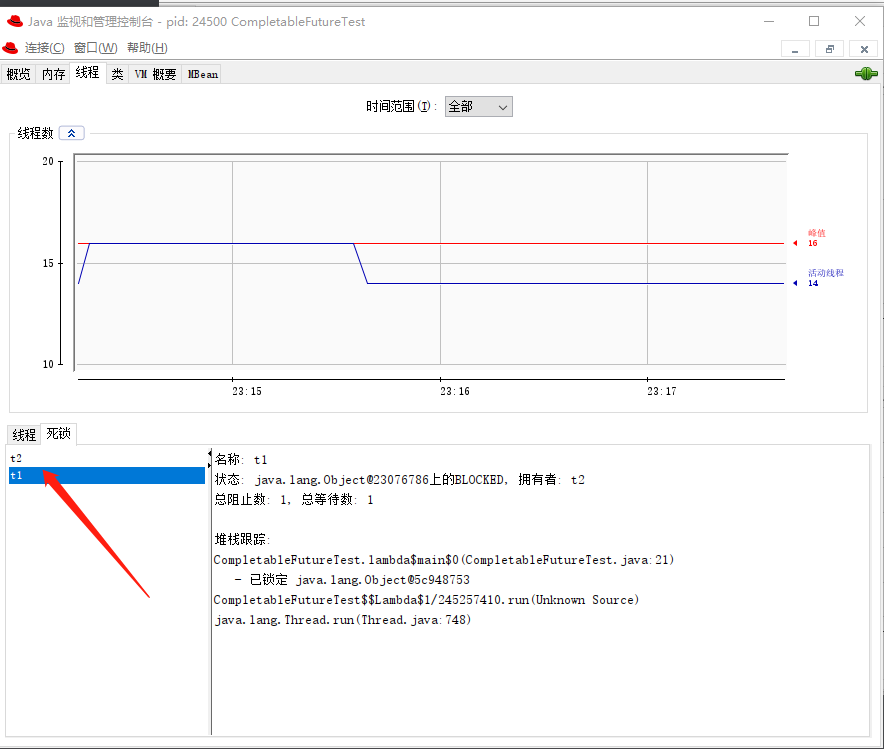 Java 监视和管理控制台 - pid: 24500 CompletableFutureTest
连接(C) 窗口(W) 帮助(H)
概览 内存 线程 类 VM 概要 MBean
时间范围(I): 全部
线程数
20
15
10
峰值
16
活动线程
14
23:15 23:16 23:17
线程 死锁
t2
t1
名称: t1
状态: java.lang.Object@23076786上的BLOCKED, 拥有者: t2
总阻止数: 1, 总等待数: 1
堆栈跟踪:
CompletableFutureTest.lambda$main$0(CompletableFutureTest.java:21)
- 已锁定 java.lang.Object@5c948753
CompletableFutureTest$$Lambda$1/245257410.run(Unknown Source)
java.lang.Thread.run(Thread.java:748)